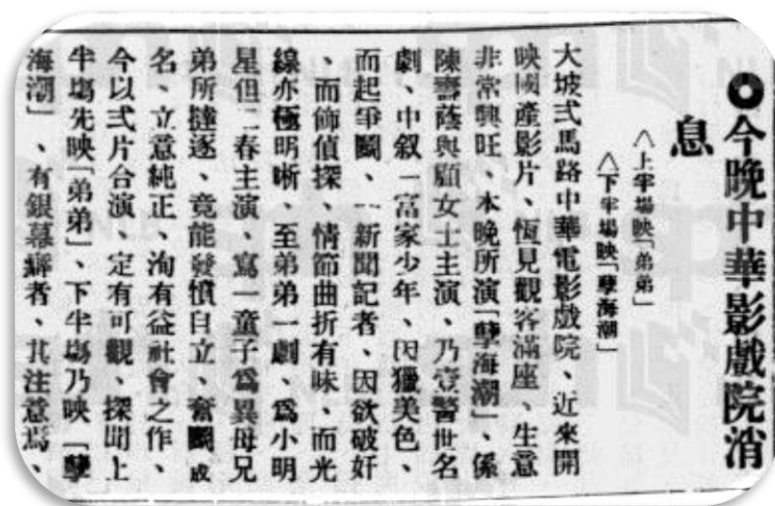 ●今晚中華影戲院消
息
〈上半場映「弟弟」
〈下半場映「孽海潮」
大坡弍馬路中華電影戲院、近來開
映國產影片、恆見觀客滿座、生意
非常興旺、本晚所演「孽海潮」、係
陳壽蔭與顧女士主演、乃壹警世名
劇、中叙一富家少年、因獵美色、
而起爭鬭、一新聞記者、因欲破奸
、而飾偵探、情節曲折有味、而光
線亦極明晰、至弟弟一劇、爲小明
星但二春主演、寫一童子爲異母兄
弟所撻逐、竟能發憤自立、奮鬭成
名、立意純正、洵有益社會之作、
今以弍片合演、定有可觀、探聞上
半塲先映「弟弟」、下半塲乃映「孽
海潮」、有銀幕癖者、其注意焉、